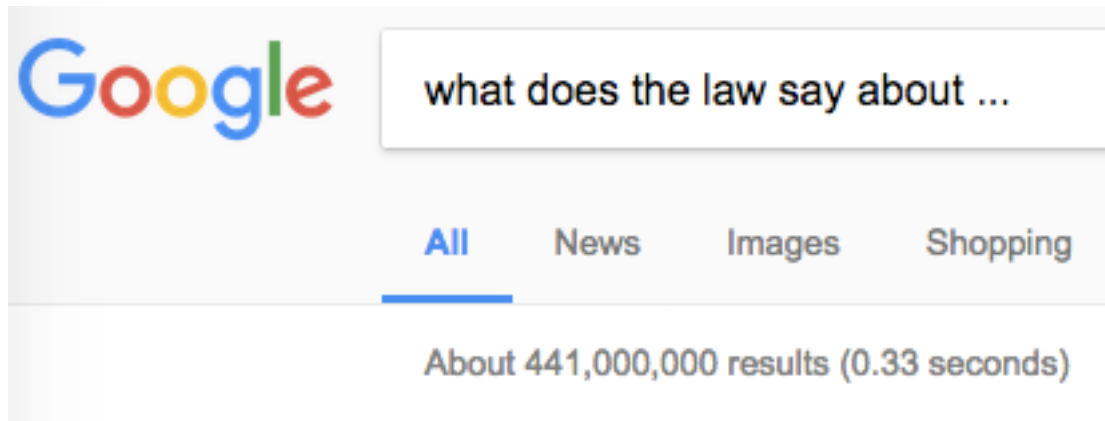 Google what does the law say about ...
All News Images Shopping
About 441,000,000 results (0.33 seconds)